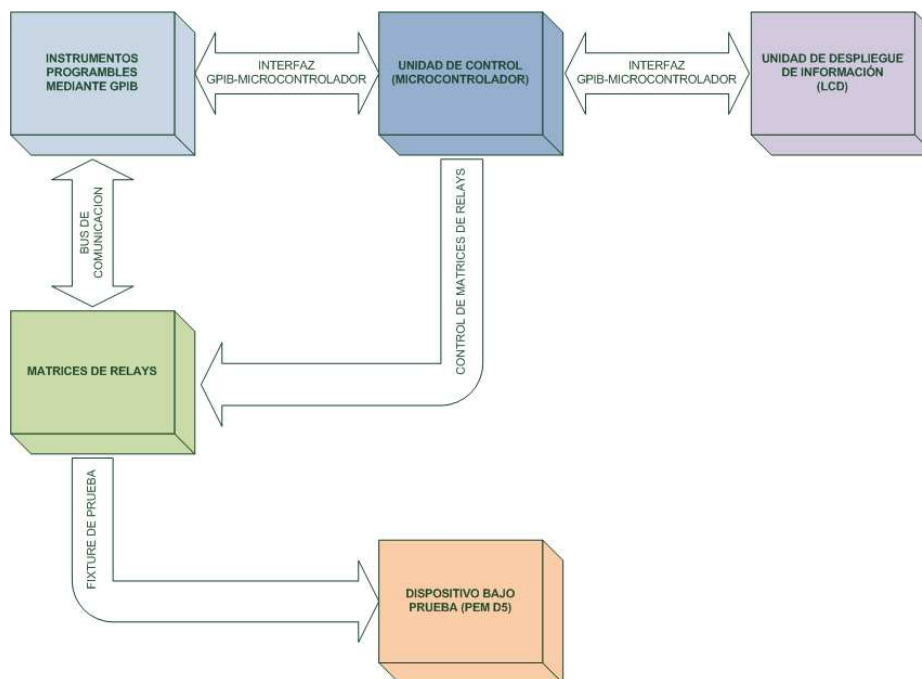 INSTRUMENTOS
PROGRAMBLES
MEDIANTE GPIB
INTERFAZ
GPIB-MICROCONTROLADOR
UNIDAD DE CONTROL
(MICROCONTROLADOR)
INTERFAZ
GPIB-MICROCONTROLADOR
UNIDAD DE DESPLIEGUE
DE INFORMACIÓN
(LCD)
BUS DE
COMUNICACION
CONTROL DE MATRICES DE RELAYS
MATRICES DE RELAYS
FIXTURE DE PRUEBA
DISPOSITIVO BAJO
PRUEBA (PEM D5)